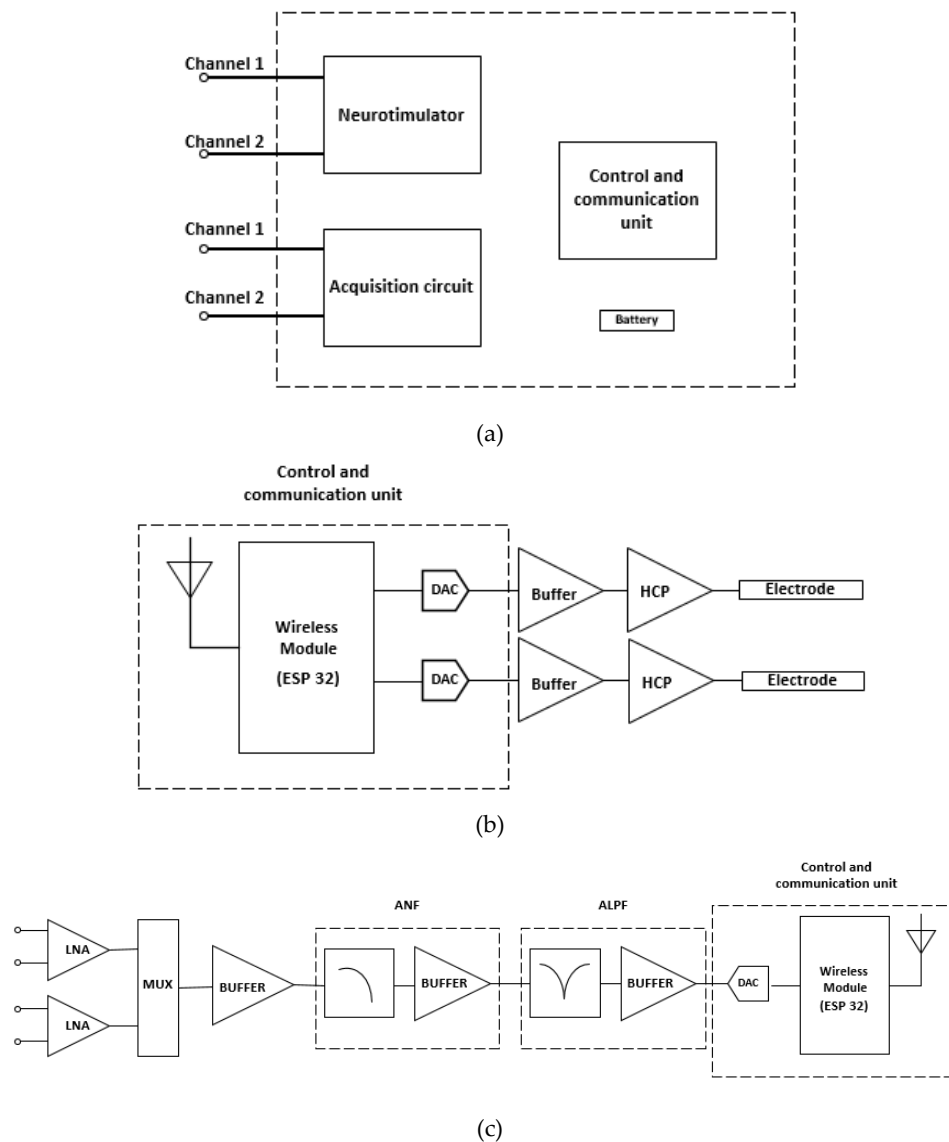 Channel 1
Neurotimulator
Channel 2
Control and
communication
unit
Channel 1
Acquisition circuit
Channel 2
Battery
(a)
Control and
communication unit
DAC
Buffer
HCP
Electrode
Wireless
Module
(ESP 32)
DAC
Buffer
HCP
Electrode
(b)
Control and
communication unit
ANF
ALPF
LNA
MUX
BUFFER
BUFFER
BUFFER
DAC
Wireless
Module
(ESP 32)
LNA
(c)